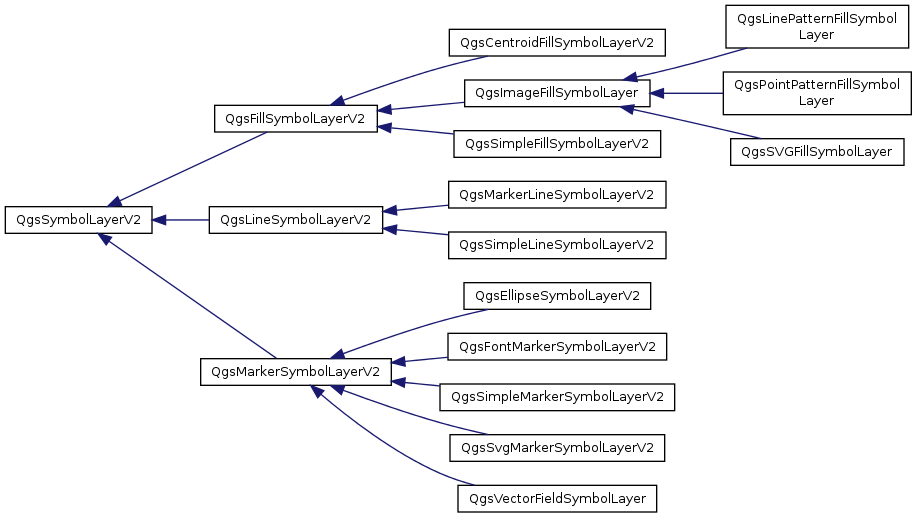 QgsLinePatternFillSymbol
Layer
QgsCentroidFillSymbolLayerV2
QgsImageFillSymbolLayer
QgsPointPatternFillSymbol
Layer
QgsFillSymbolLayerV2
QgsSimpleFillSymbolLayerV2
QgsSVGFillSymbolLayer
QgsMarkerLineSymbolLayerV2
QgsSymbolLayerV2
QgsLineSymbolLayerV2
QgsSimpleLineSymbolLayerV2
QgsEllipseSymbolLayerV2
QgsFontMarkerSymbolLayerV2
QgsMarkerSymbolLayerV2
QgsSimpleMarkerSymbolLayerV2
QgsSvgMarkerSymbolLayerV2
QgsVectorFieldSymbolLayer